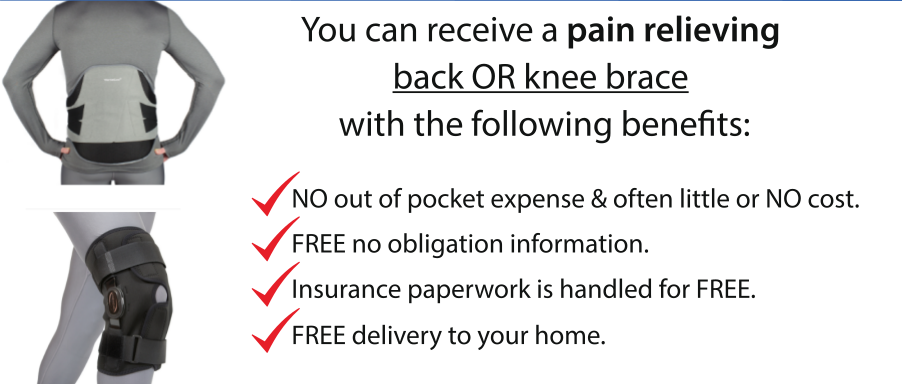 You can receive a pain relieving
back OR knee brace
with the following benefits:
NO out of pocket expense & often little or NO cost.
FREE no obligation information.
Insurance paperwork is handled for FREE.
FREE delivery to your home.